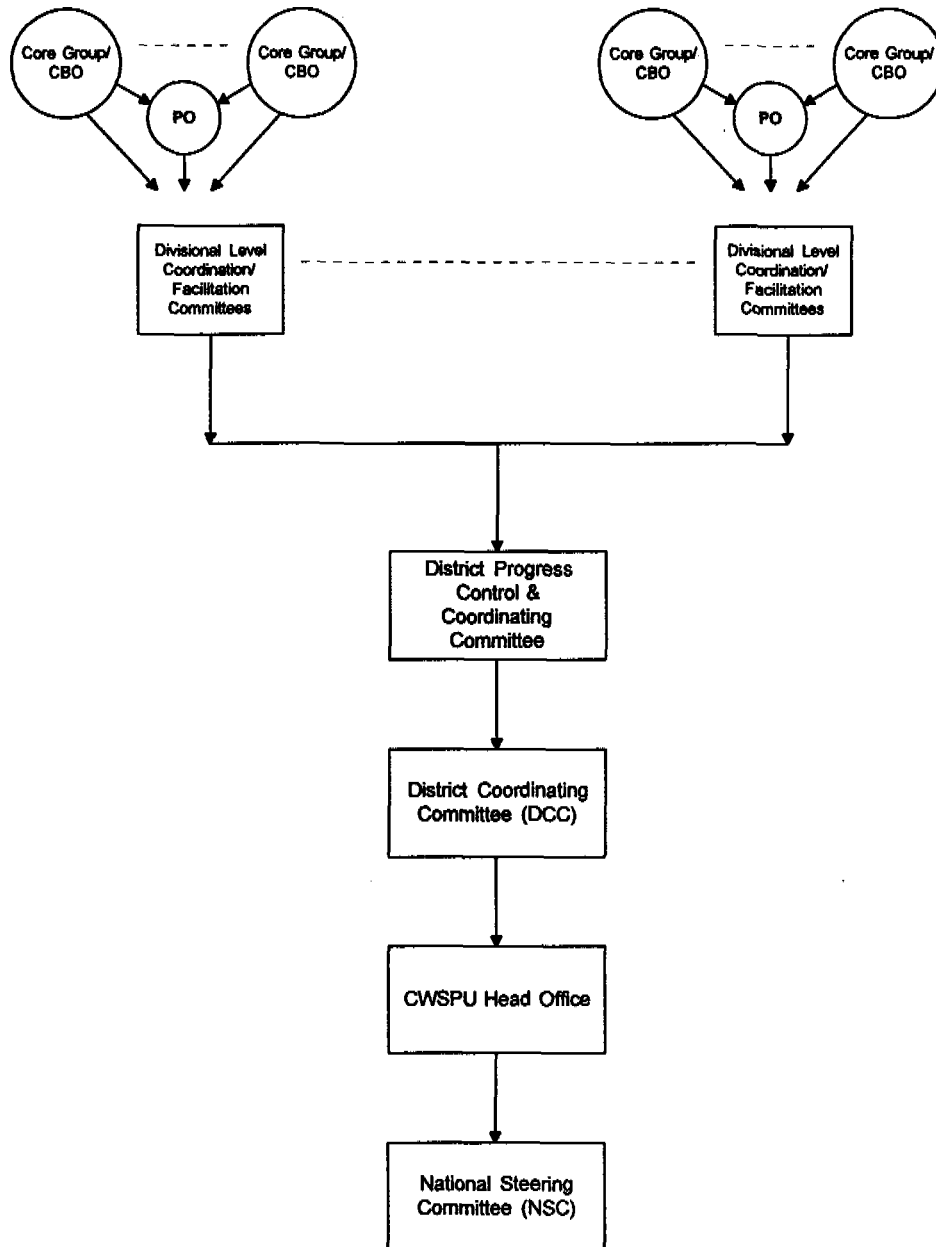 Core Group/
CBO
Core Group/
CBO
PO
Core Group/
CBO
Core Group/
CBO
PO
Divisional Level
Coordination/
Facilitation
Committees
Divisional Level
Coordination/
Facilitation
Committees
District Progress
Control &
Coordinating
Committee
District Coordinating
Committee (DCC)
CWSPU Head Office
National Steering
Committee (NSC)